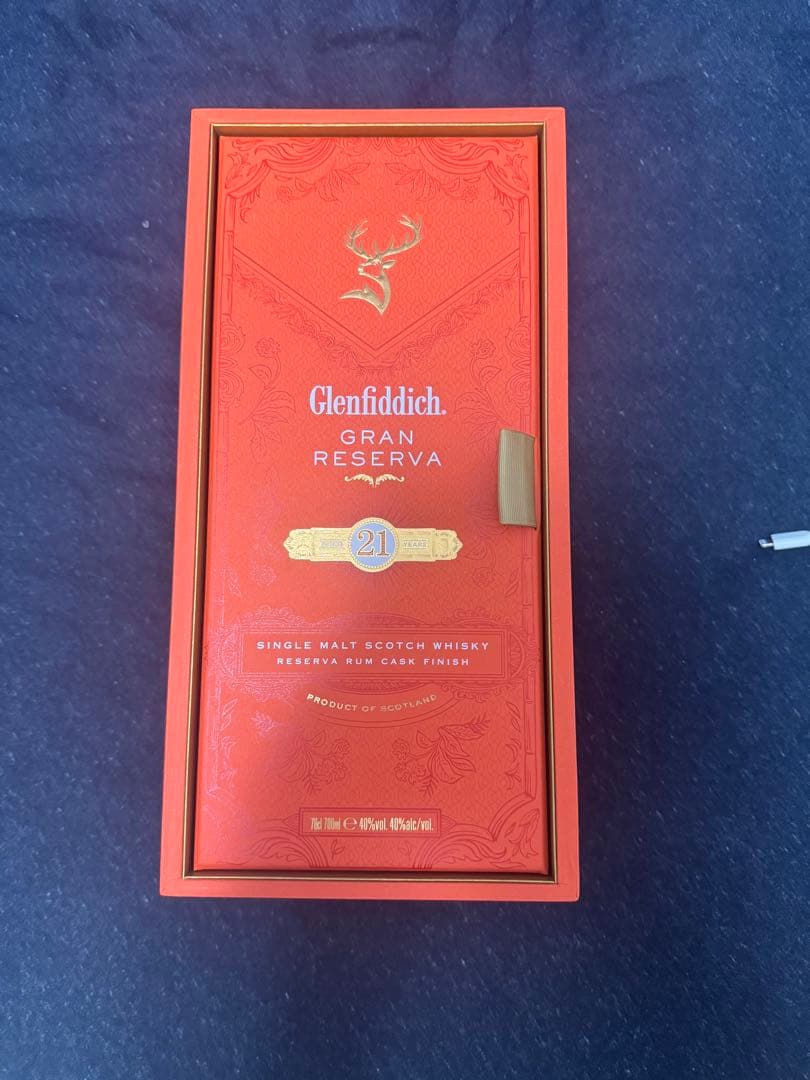 Glenfiddich.
GRAN
RESERVA
21 YEARS
SINGLE MALT SCOTCH WHISKY
RESERVA RUM CASK FINISH
PRODUCT OF SCOTLAND
70cl 700ml ℮ 40%vol. 40%alc/vol.